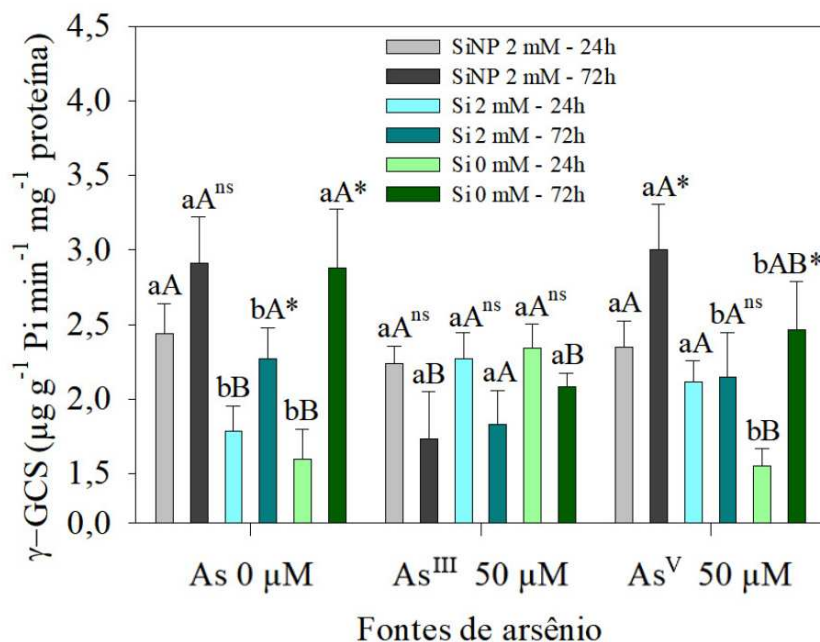 4,5
4,0
3,5
3,0
2,5
2,0
1,5
0,0
γ–GCS (µg g⁻¹ Pi min⁻¹ mg⁻¹ proteína)
SiNP 2 mM - 24h
SiNP 2 mM - 72h
Si 2 mM - 24h
Si 2 mM - 72h
Si 0 mM - 24h
Si 0 mM - 72h
aA
aAⁿˢ
bB
bA*
bB
aA*
aAⁿˢ
aB
aAⁿˢ
aA
aAⁿˢ
aB
aA
aA*
aA
bAⁿˢ
bB
bAB*
As 0 µM
Asᴵᴵᴵ 50 µM
Asⱽ 50 µM
Fontes de arsênio